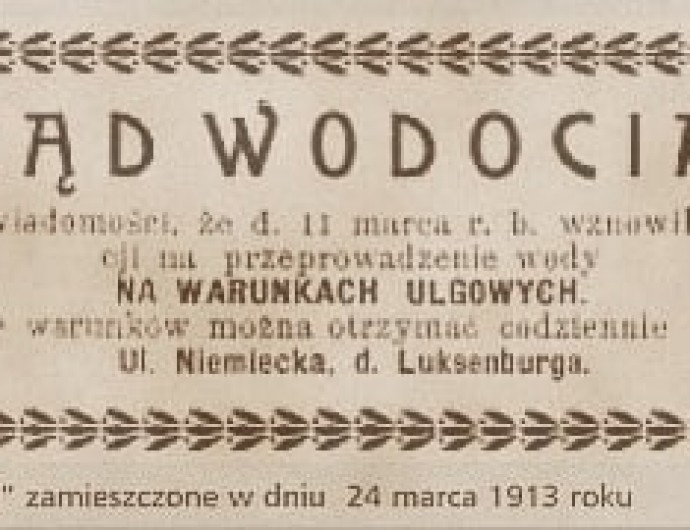 ĄD WODOCIĄ
wiadomości, że d. 11 marca r. b. wznowił
cji na przeprowadzenie wody
NA WARUNKACH ULGOWYCH.
warunków można otrzymać codziennie
Ul. Niemiecka, d. Luksenburga.
" zamieszczone w dniu 24 marca 1913 roku